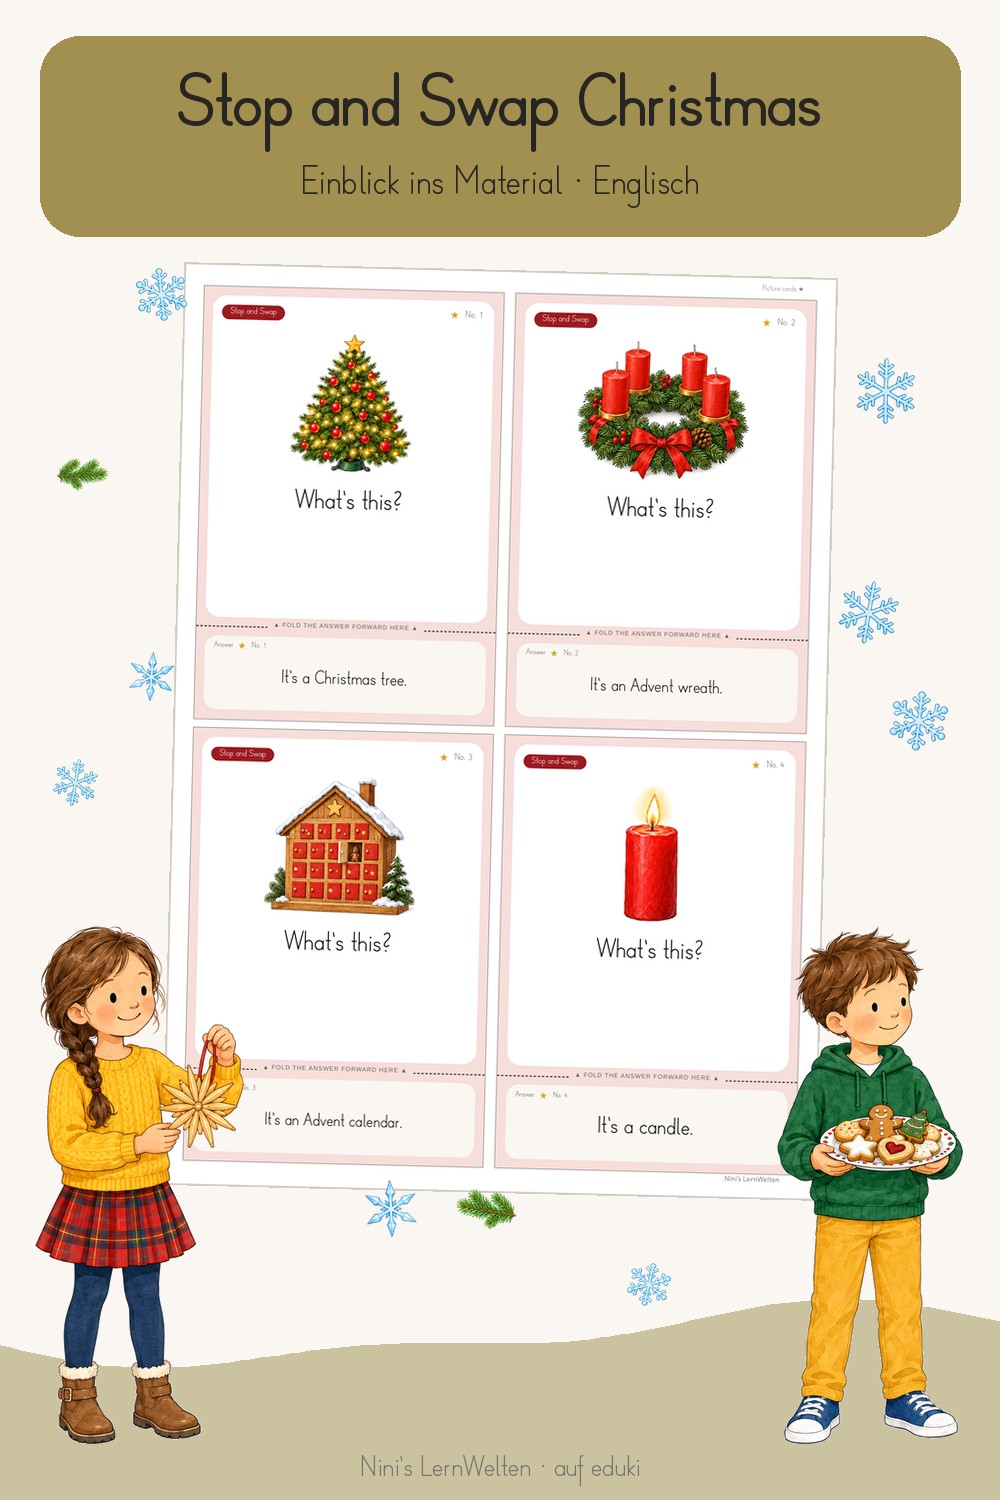 Stop and Swap Christmas
Einblick ins Material · Englisch
Picture cards ★
Stop and Swap
★ No. 1
What's this?
▲ FOLD THE ANSWER FORWARD HERE ▲
Answer ★ No. 1
It's a Christmas tree.
Stop and Swap
★ No. 2
What's this?
▲ FOLD THE ANSWER FORWARD HERE ▲
Answer ★ No. 2
It's an Advent wreath.
Stop and Swap
★ No. 3
What's this?
▲ FOLD THE ANSWER FORWARD HERE ▲
No. 3
It's an Advent calendar.
Stop and Swap
★ No. 4
What's this?
▲ FOLD THE ANSWER FORWARD HERE ▲
Answer ★ No. 4
It's a candle.
Nini's LernWelten
Nini's LernWelten · auf eduki